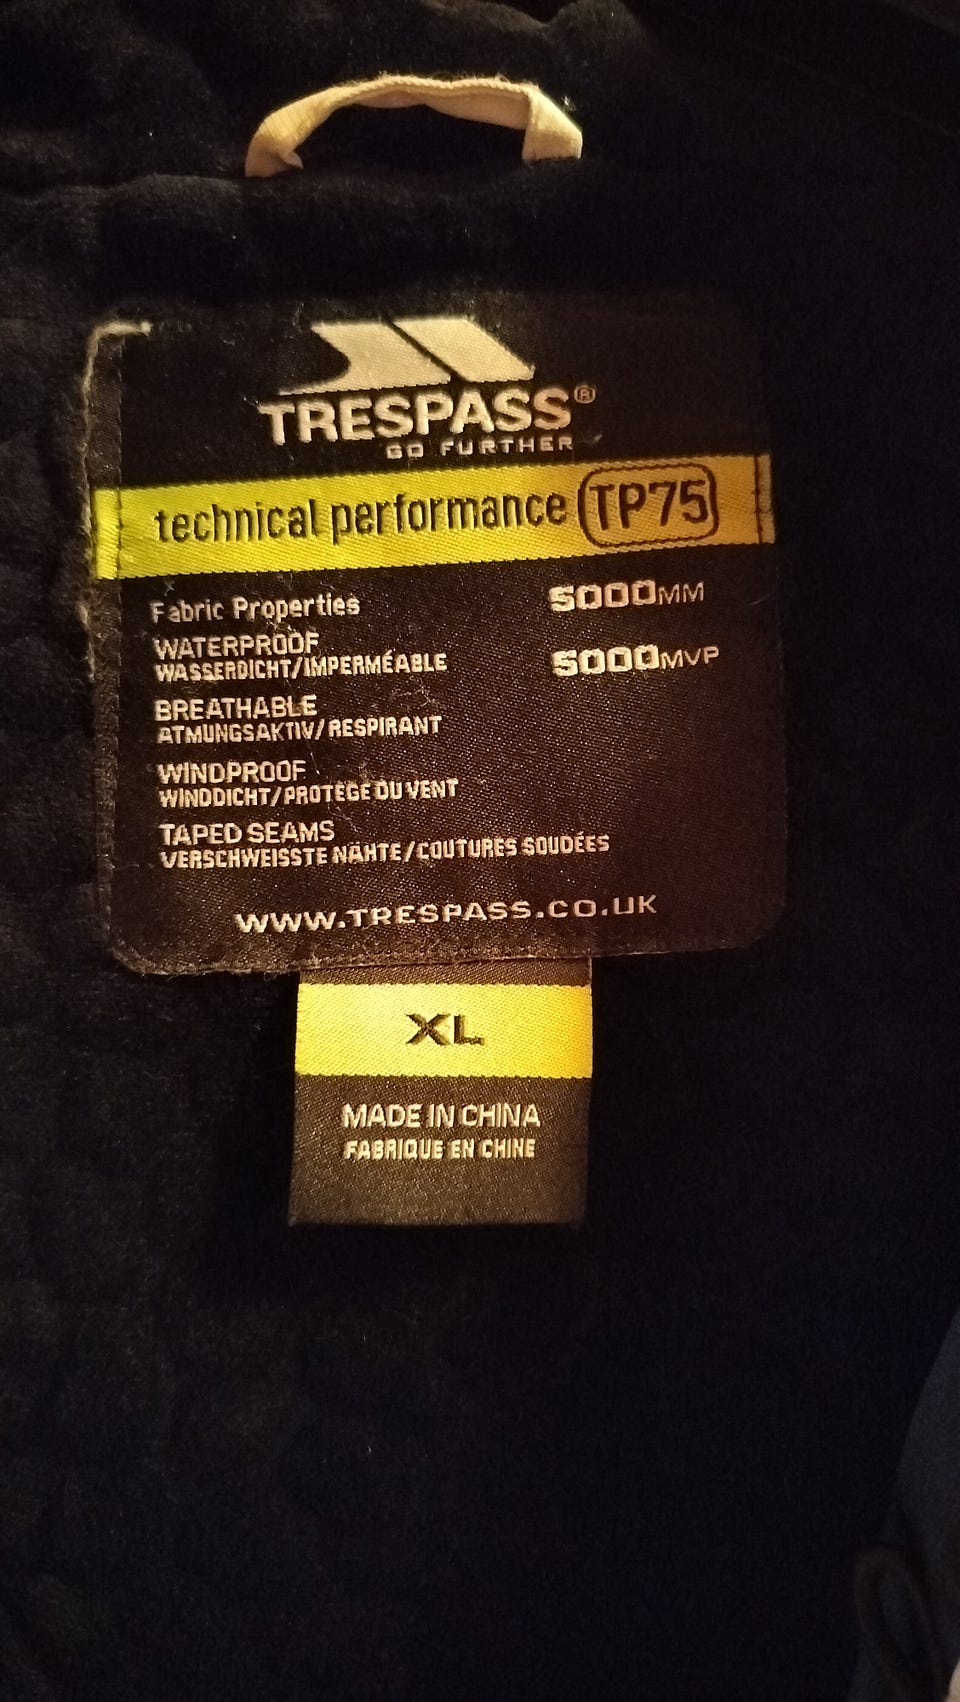 TRESPASS®
GO FURTHER
technical performance TP75
Fabric Properties 5000MM
WATERPROOF
WASSERDICHT/IMPERMÉABLE 5000MVP
BREATHABLE
ATMUNGSAKTIV/RESPIRANT
WINDPROOF
WINDDICHT/PROTEGE DU VENT
TAPED SEAMS
VERSCHWEISSTE NÄHTE/COUTURES SOUDÉES
WWW.TRESPASS.CO.UK
XL
MADE IN CHINA
FABRIQUE EN CHINE